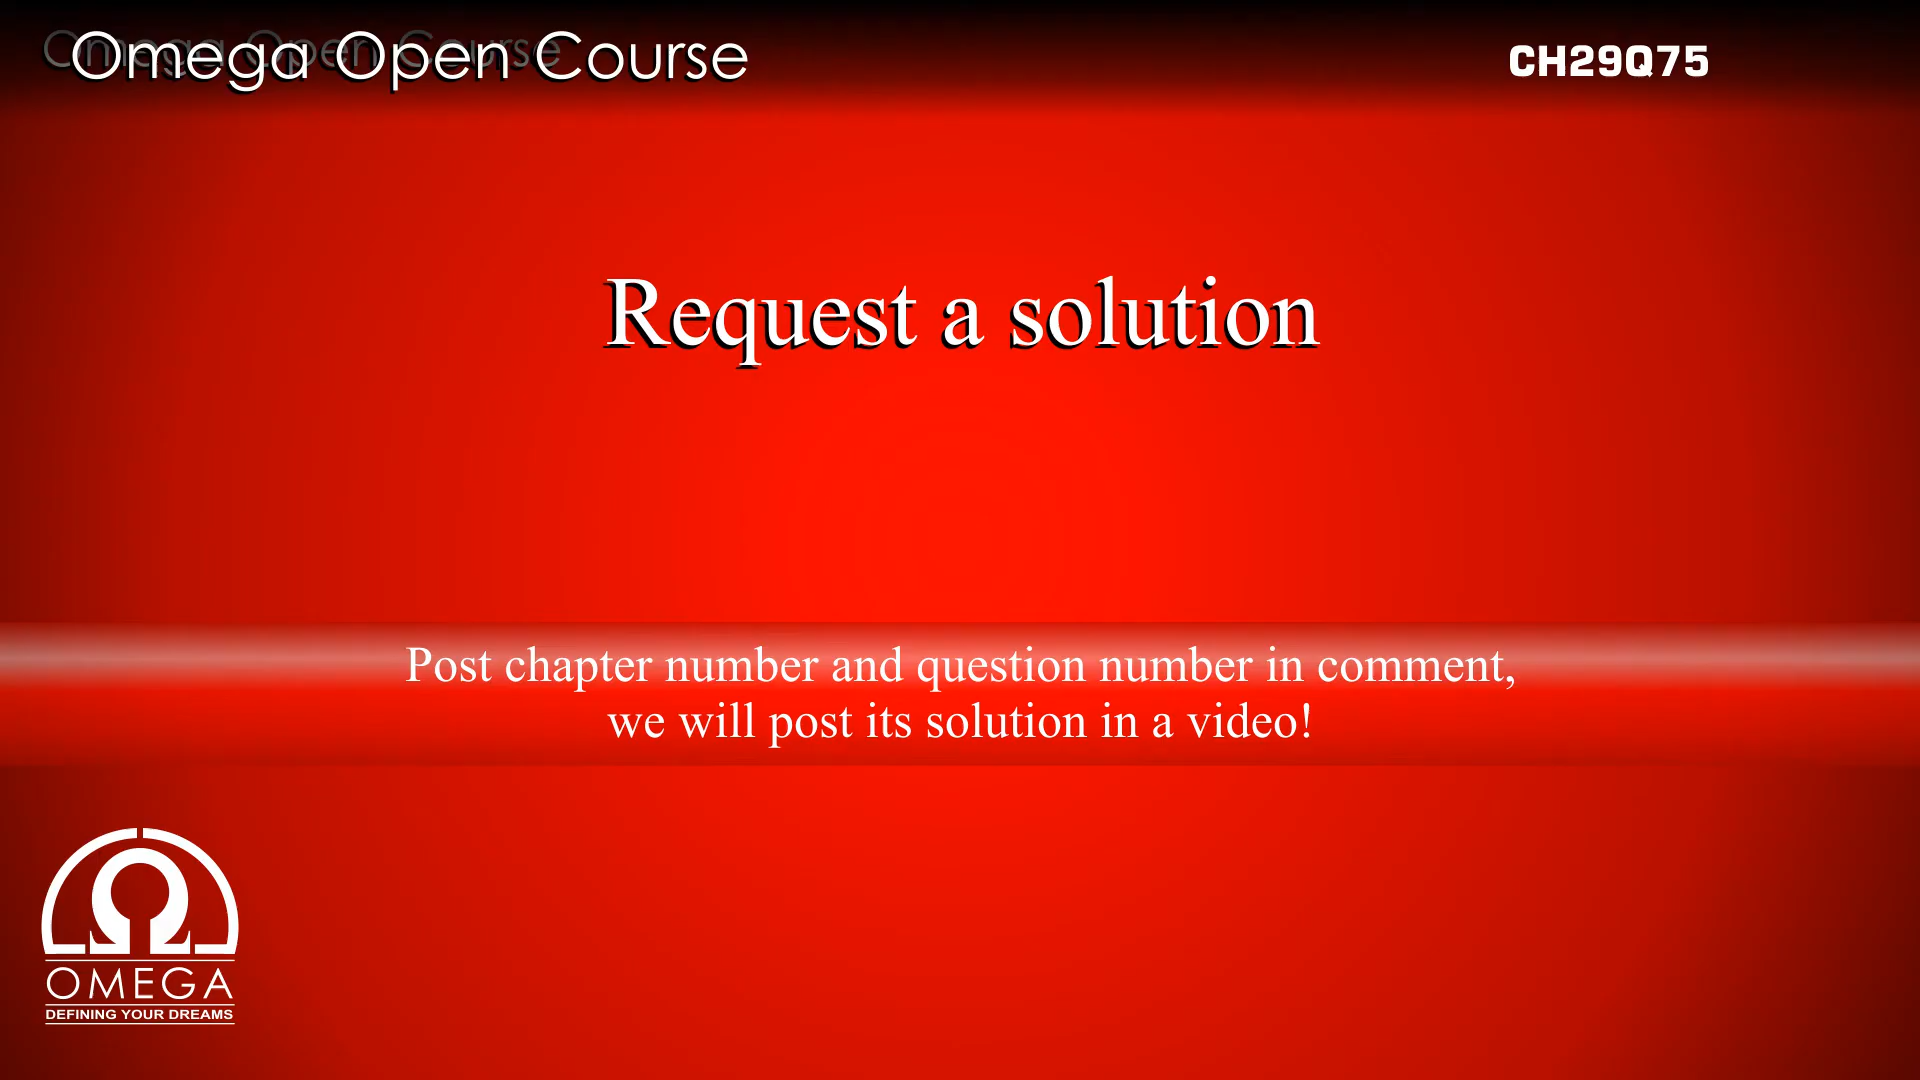 Omega Open Course
CH29Q75
Request a solution
Post chapter number and question number in comment,
we will post its solution in a video!
OMEGA
DEFINING YOUR DREAMS